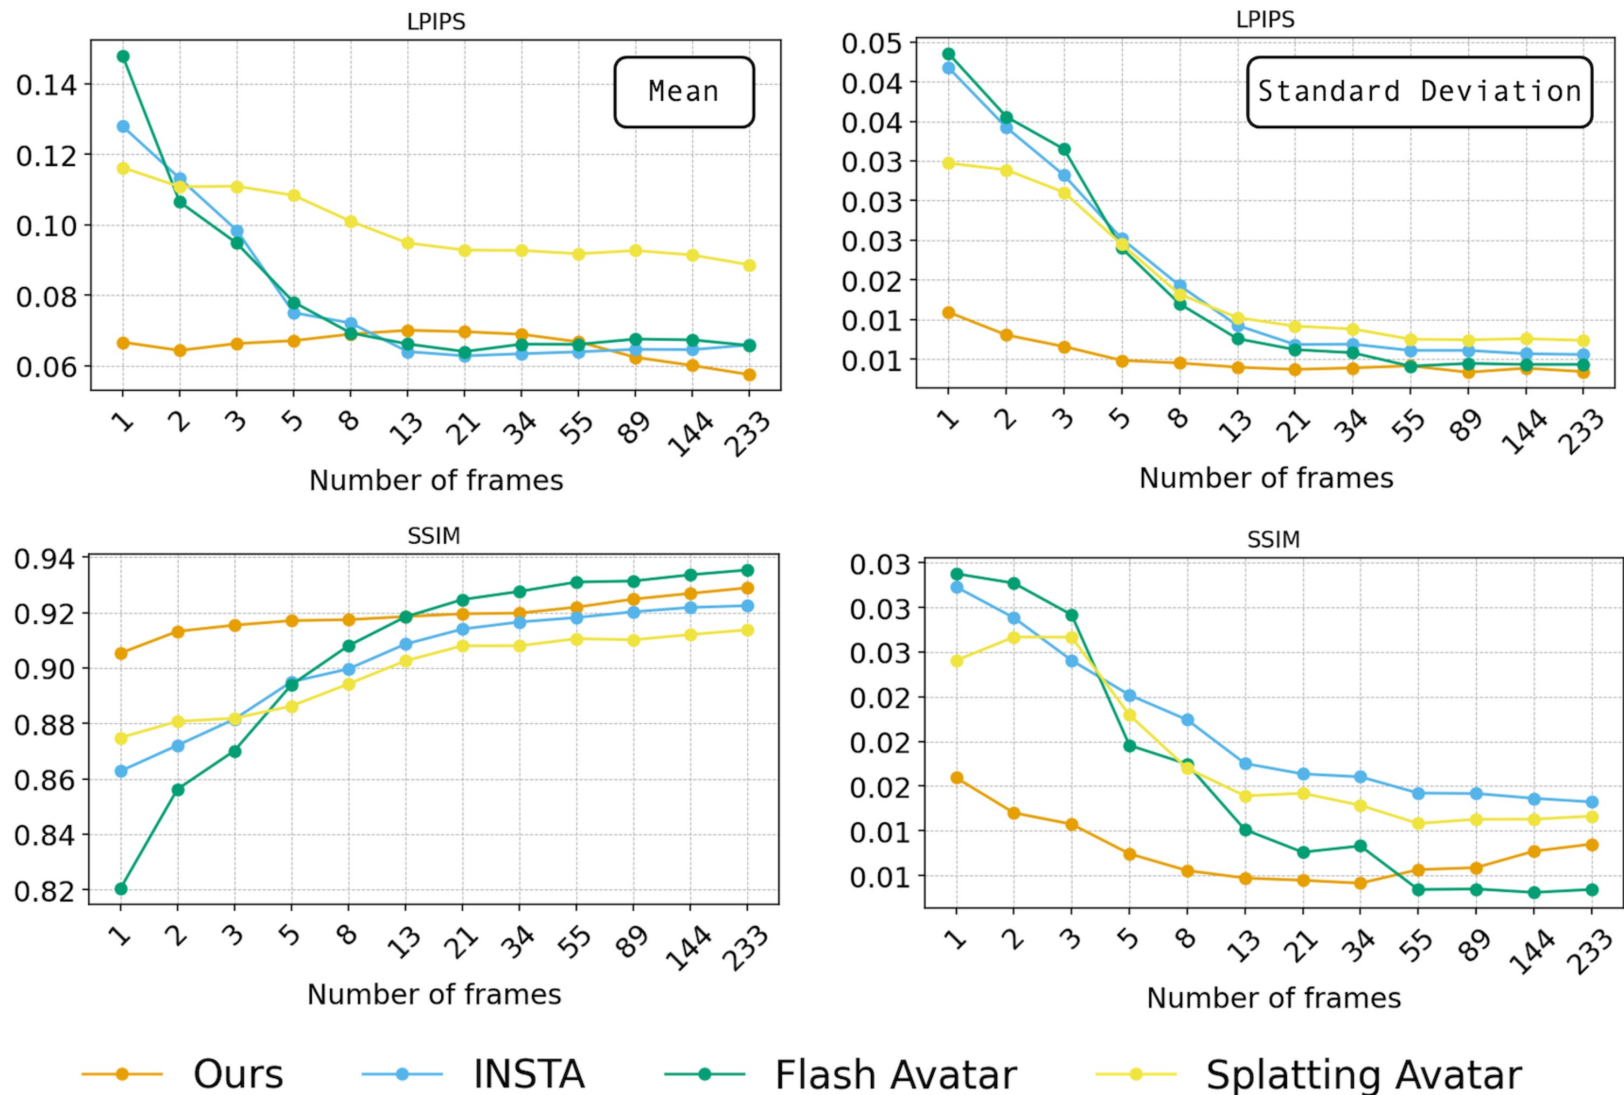 LPIPS
Mean
0.14
0.12
0.10
0.08
0.06
1 2 3 5 8 13 21 34 55 89 144 233
Number of frames
LPIPS
Standard Deviation
0.05
0.04
0.04
0.03
0.03
0.03
0.02
0.01
0.01
1 2 3 5 8 13 21 34 55 89 144 233
Number of frames
SSIM
0.94
0.92
0.90
0.88
0.86
0.84
0.82
1 2 3 5 8 13 21 34 55 89 144 233
Number of frames
SSIM
0.03
0.03
0.03
0.02
0.02
0.02
0.01
0.01
1 2 3 5 8 13 21 34 55 89 144 233
Number of frames
Ours INSTA Flash Avatar Splatting Avatar